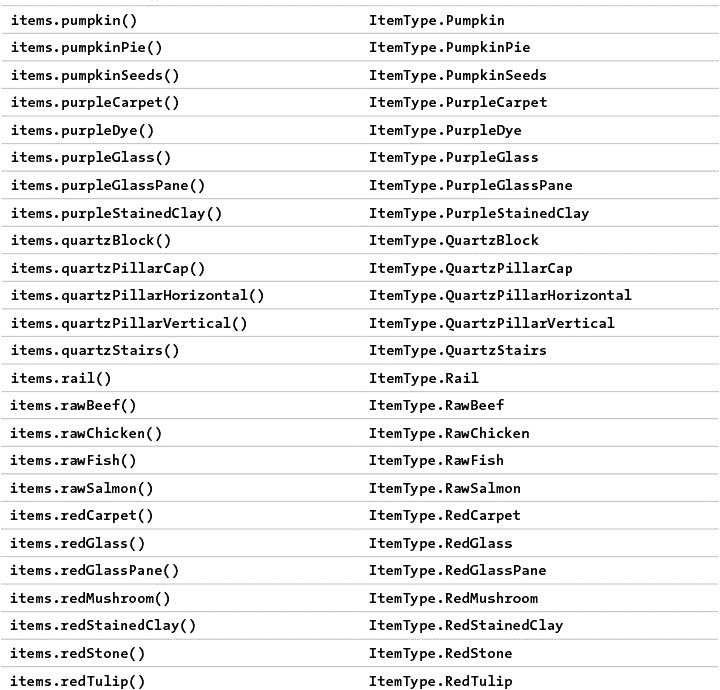 items.pumpkin() ItemType.Pumpkin
items.pumpkinPie() ItemType.PumpkinPie
items.pumpkinSeeds() ItemType.PumpkinSeeds
items.purpleCarpet() ItemType.PurpleCarpet
items.purpleDye() ItemType.PurpleDye
items.purpleGlass() ItemType.PurpleGlass
items.purpleGlassPane() ItemType.PurpleGlassPane
items.purpleStainedClay() ItemType.PurpleStainedClay
items.quartzBlock() ItemType.QuartzBlock
items.quartzPillarCap() ItemType.QuartzPillarCap
items.quartzPillarHorizontal() ItemType.QuartzPillarHorizontal
items.quartzPillarVertical() ItemType.QuartzPillarVertical
items.quartzStairs() ItemType.QuartzStairs
items.rail() ItemType.Rail
items.rawBeef() ItemType.RawBeef
items.rawChicken() ItemType.RawChicken
items.rawFish() ItemType.RawFish
items.rawSalmon() ItemType.RawSalmon
items.redCarpet() ItemType.RedCarpet
items.redGlass() ItemType.RedGlass
items.redGlassPane() ItemType.RedGlassPane
items.redMushroom() ItemType.RedMushroom
items.redStainedClay() ItemType.RedStainedClay
items.redStone() ItemType.RedStone
items.redTulip() ItemType.RedTulip